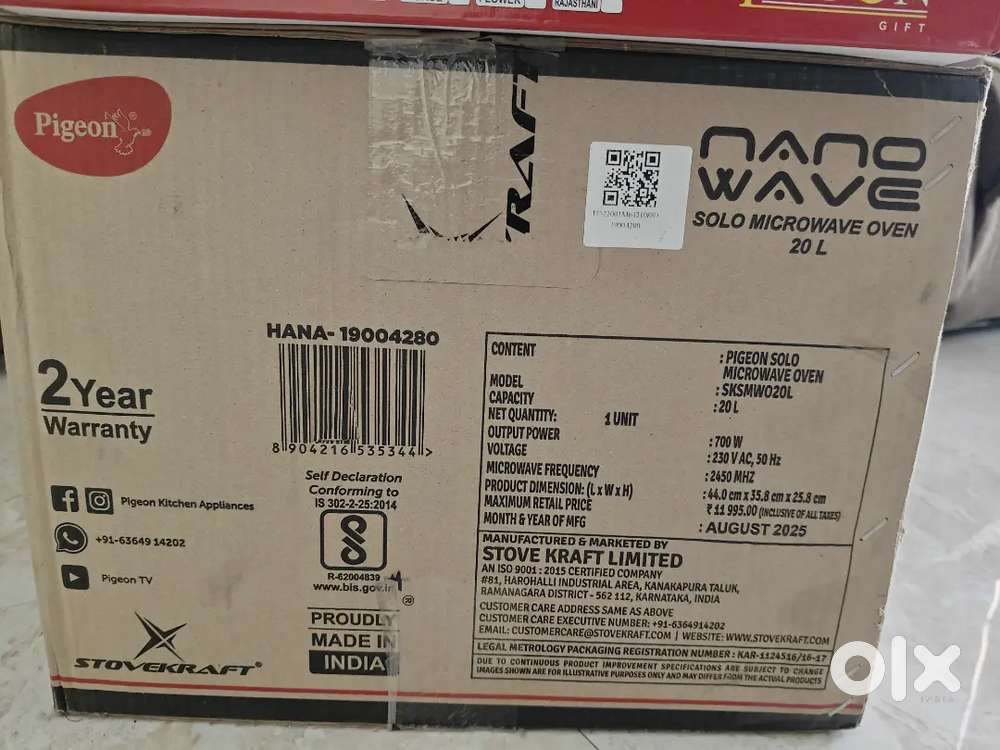 RAJASTHANI
GIFT
Pigeon®
RAFT
NANO
WAVE
SOLO MICROWAVE OVEN
20 L
19004280
HANA- 19004280
8 904216 535344 >
2 Year
Warranty
Self Declaration
Conforming to
IS 302-2-25:2014
R-62004839
www.bis.gov.in
Pigeon Kitchen Appliances
+91-63649 14202
Pigeon TV
STOVEKRAFT®
PROUDLY
MADE IN
INDIA
CONTENT : PIGEON SOLO
MICROWAVE OVEN
MODEL : SKSMWO20L
CAPACITY : 20 L
NET QUANTITY: 1 UNIT
OUTPUT POWER : 700 W
VOLTAGE : 230 V AC, 50 Hz
MICROWAVE FREQUENCY : 2450 MHZ
PRODUCT DIMENSION: (L x W x H) : 44.0 cm x 35.8 cm x 25.8 cm
MAXIMUM RETAIL PRICE ₹ 11 995.00 (INCLUSIVE OF ALL TAXES)
MONTH & YEAR OF MFG : AUGUST 2025
MANUFACTURED & MARKETED BY
STOVE KRAFT LIMITED
AN ISO 9001 : 2015 CERTIFIED COMPANY
#81, HAROHALLI INDUSTRIAL AREA, KANAKAPURA TALUK,
RAMANAGARA DISTRICT - 562 112, KARNATAKA, INDIA
CUSTOMER CARE ADDRESS SAME AS ABOVE
CUSTOMER CARE EXECUTIVE NUMBER: +91-6364914202
EMAIL: CUSTOMERCARE@STOVEKRAFT.COM | WEBSITE: WWW.STOVEKRAFT.COM
LEGAL METROLOGY PACKAGING REGISTRATION NUMBER : KAR-1124516/16-17
DUE TO CONTINUOUS PRODUCT IMPROVEMENT SPECIFICATIONS ARE SUBJECT TO CHANGE
IMAGES SHOWN ARE FOR ILLUSTRATIVE PURPOSES ONLY AND MAY DIFFER FROM THE ACTUAL PRODUCTS
olx
INDIA